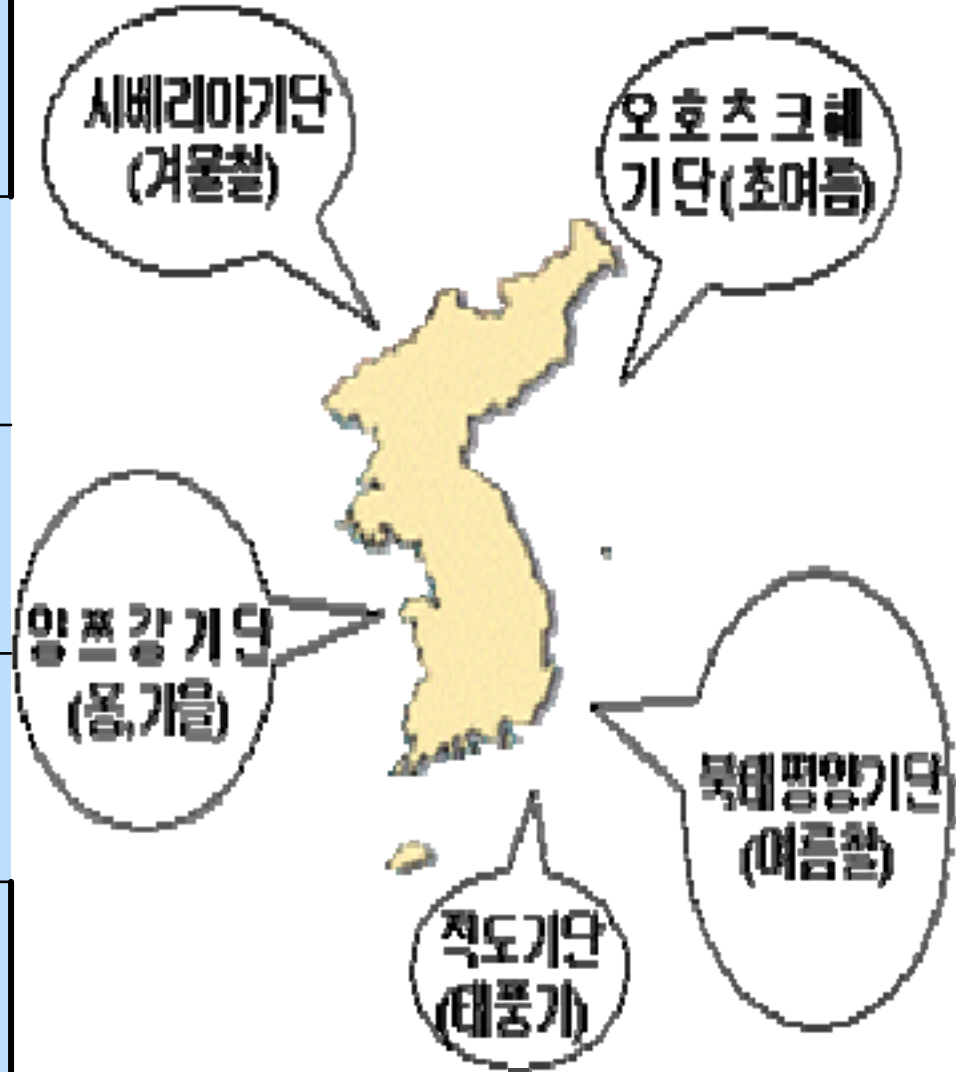 시베리아기단
(겨울철)
오호츠크해
기단(초여름)
양쯔강 기단
(봄,가을)
북태평양기단
(여름철)
적도기단
(태풍기)